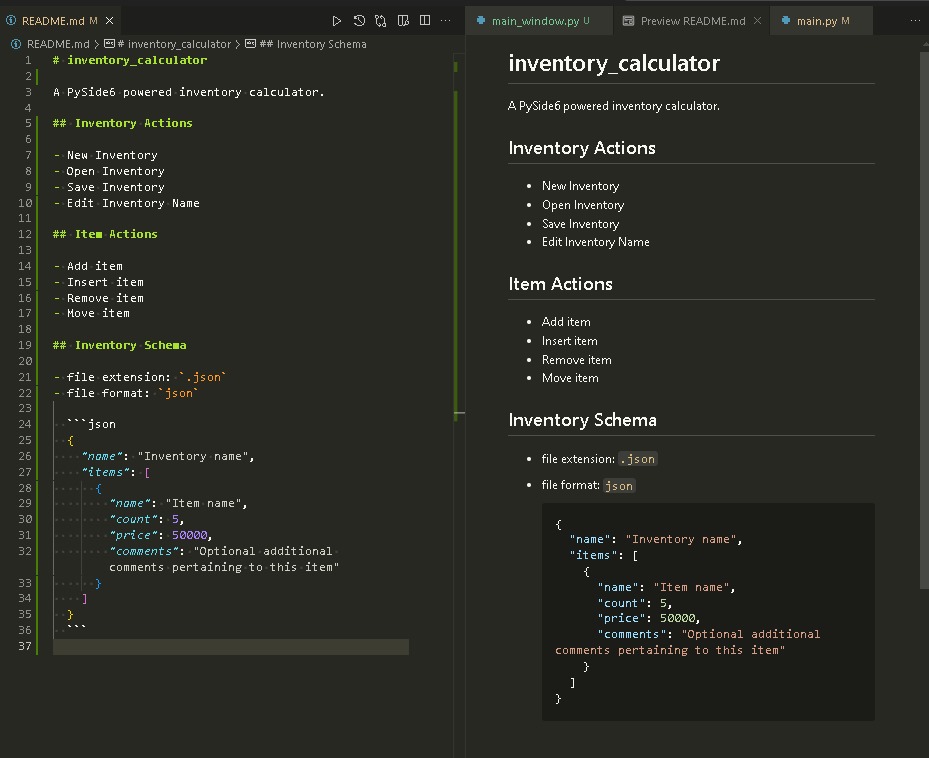 README.md M
main_window.py U
Preview README.md
main.py M
README.md > # inventory_calculator > ## Inventory Schema
1 # inventory_calculator
2
3 A PySide6 powered inventory calculator.
4
5 ## Inventory Actions
6
7 - New Inventory
8 - Open Inventory
9 - Save Inventory
10 - Edit Inventory Name
11
12 ## Item Actions
13
14 - Add item
15 - Insert item
16 - Remove item
17 - Move item
18
19 ## Inventory Schema
20
21 - file extension: `.json`
22 - file format: `json`
23
24   ```json
25   {
26     "name": "Inventory name",
27     "items": [
28       {
29         "name": "Item name",
30         "count": 5,
31         "price": 50000,
32         "comments": "Optional additional
comments pertaining to this item"
33       }
34     ]
35   }
36   ```
37
inventory_calculator
A PySide6 powered inventory calculator.
Inventory Actions
• New Inventory
• Open Inventory
• Save Inventory
• Edit Inventory Name
Item Actions
• Add item
• Insert item
• Remove item
• Move item
Inventory Schema
• file extension: .json
• file format: json
{
  "name": "Inventory name",
  "items": [
    {
      "name": "Item name",
      "count": 5,
      "price": 50000,
      "comments": "Optional additional
comments pertaining to this item"
    }
  ]
}